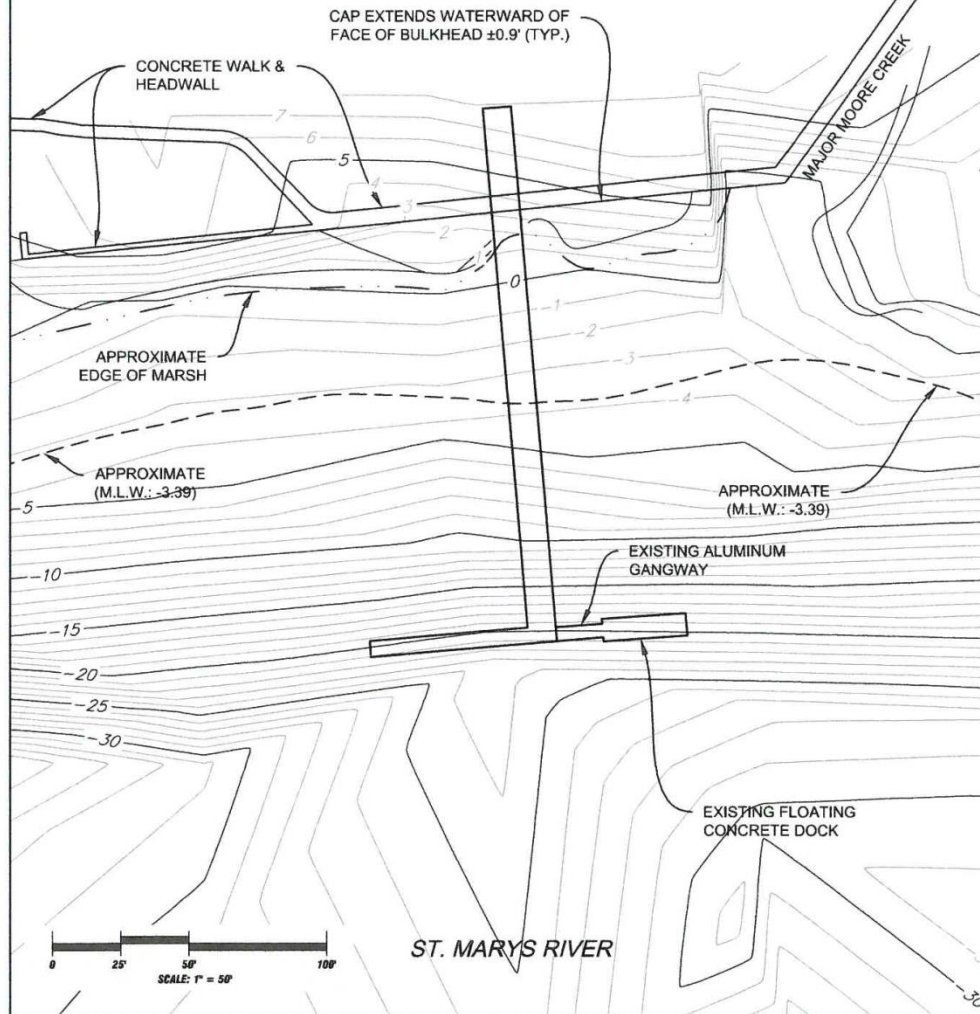 CAP EXTENDS WATERWARD OF
FACE OF BULKHEAD ±0.9' (TYP.)
CONCRETE WALK &
HEADWALL
MAJOR MOORE CREEK
7
6
5
4
3
2
1
0
-1
-2
-3
-4
APPROXIMATE
EDGE OF MARSH
APPROXIMATE
(M.L.W.: -3.39)
APPROXIMATE
(M.L.W.: -3.39)
-5
EXISTING ALUMINUM
GANGWAY
-10
-15
-20
-25
-30
EXISTING FLOATING
CONCRETE DOCK
ST. MARYS RIVER
0 25' 50' 100'
SCALE: 1" = 50'
-30